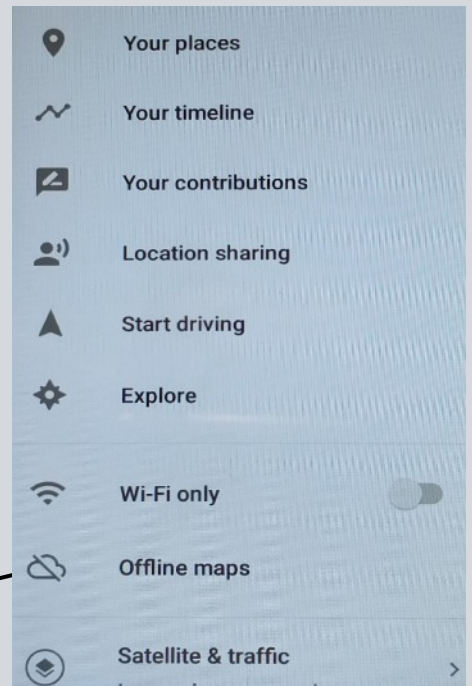 Your places
Your timeline
Your contributions
Location sharing
Start driving
Explore
Wi-Fi only
Offline maps
Satellite & traffic